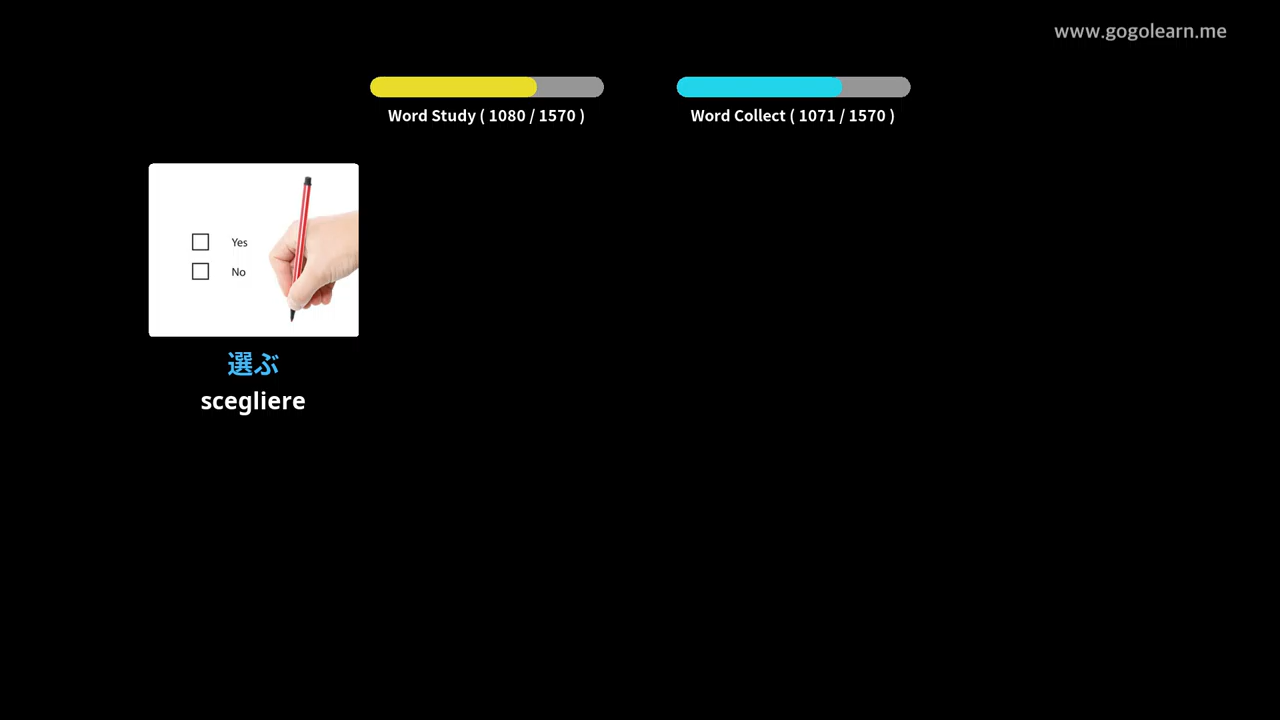 www.gogolearn.me
Word Study ( 1080 / 1570 )
Word Collect ( 1071 / 1570 )
Yes
No
選ぶ
scegliere